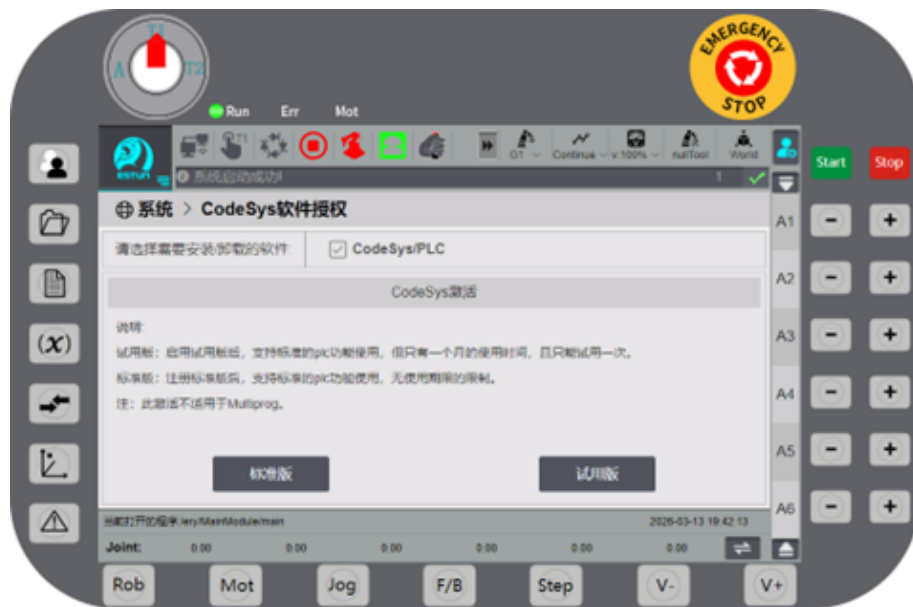 T1
A
T2
EMERGENCY
STOP
Run Err Mot
T1
G1 Continue v 100% nullTool World
ESTUN
系统启动成功! 1
Start Stop
系统 > CodeSys软件授权
请选择需要安装/卸载的软件: CodeSys/PLC
CodeSys激活
说明:
试用版：启用试用版后，支持标准的plc功能使用，但只有一个月的使用时间，且只能试用一次。
标准版：注册标准版后，支持标准的plc功能使用，无使用期限的限制。
注：此激活不适用于Multiprog。
标准版 试用版
A1 - +
A2 - +
A3 - +
A4 - +
A5 - +
A6 - +
(x)
当前打开的程序:/ery/MainModule/main 2026-03-13 19:42:13
Joint: 0.00 0.00 0.00 0.00 0.00 0.00
Rob Mot Jog F/B Step V- V+